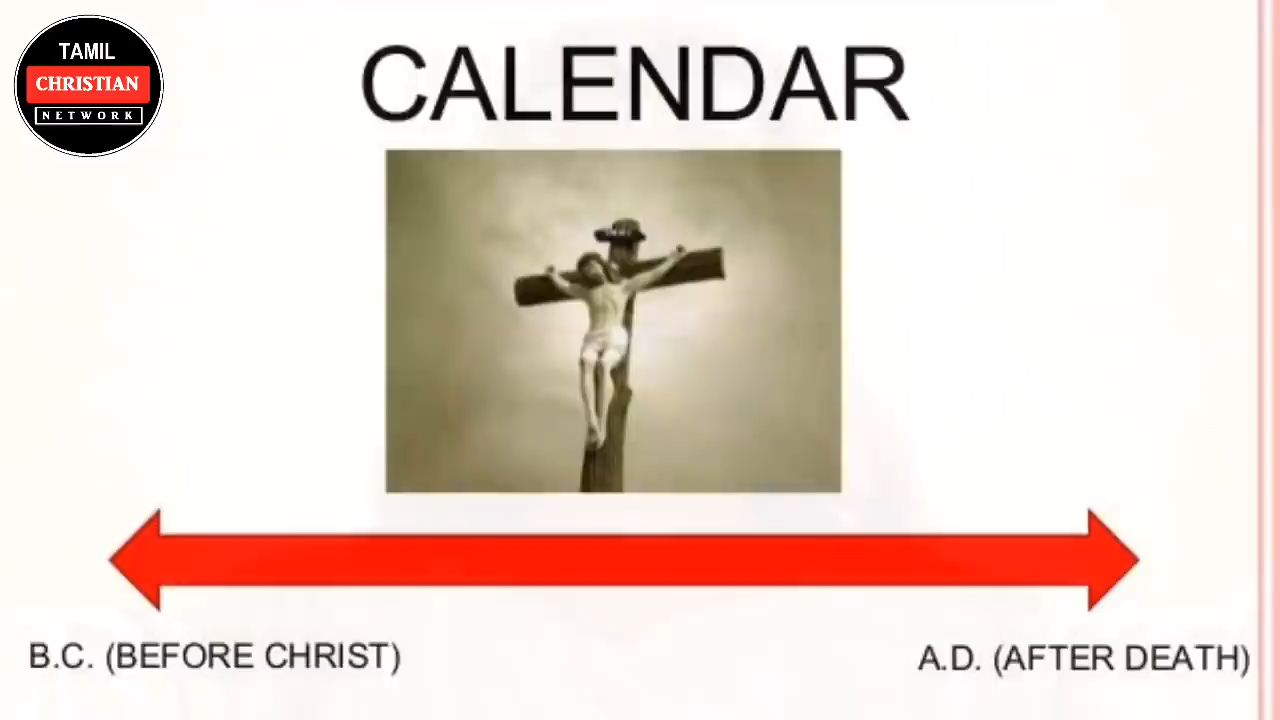 TAMIL
CHRISTIAN
NETWORK
CALENDAR
B.C. (BEFORE CHRIST)
A.D. (AFTER DEATH)